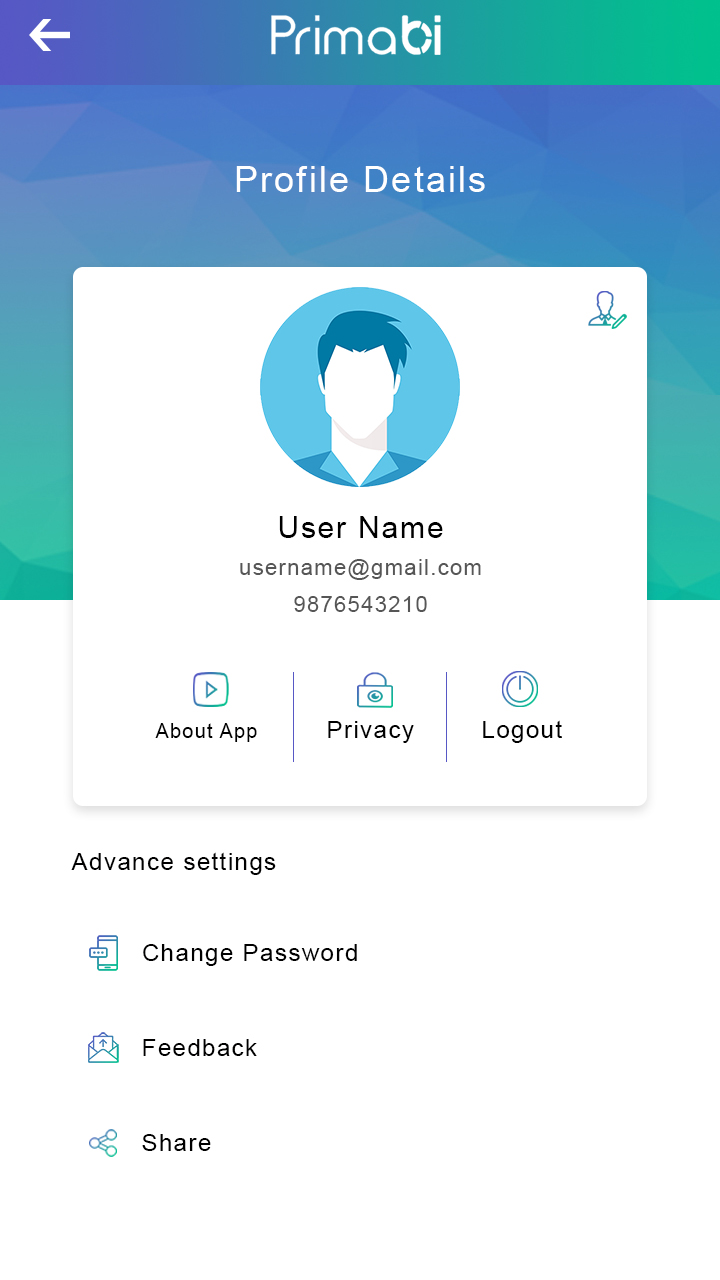 Primabi
Profile Details
User Name
username@gmail.com
9876543210
About App
Privacy
Logout
Advance settings
Change Password
Feedback
Share